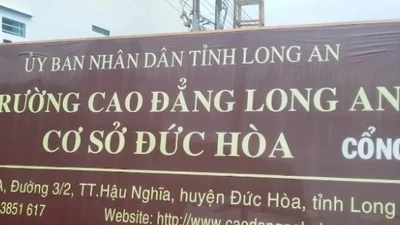 ỦY BAN NHÂN DÂN TỈNH LONG AN
RƯỜNG CAO ĐẲNG LONG AN
CƠ SỞ ĐỨC HÒA CỔNG
A, Đường 3/2, TT.Hậu Nghĩa, huyện Đức Hòa, tỉnh Long
3851 617 Website: http://www.